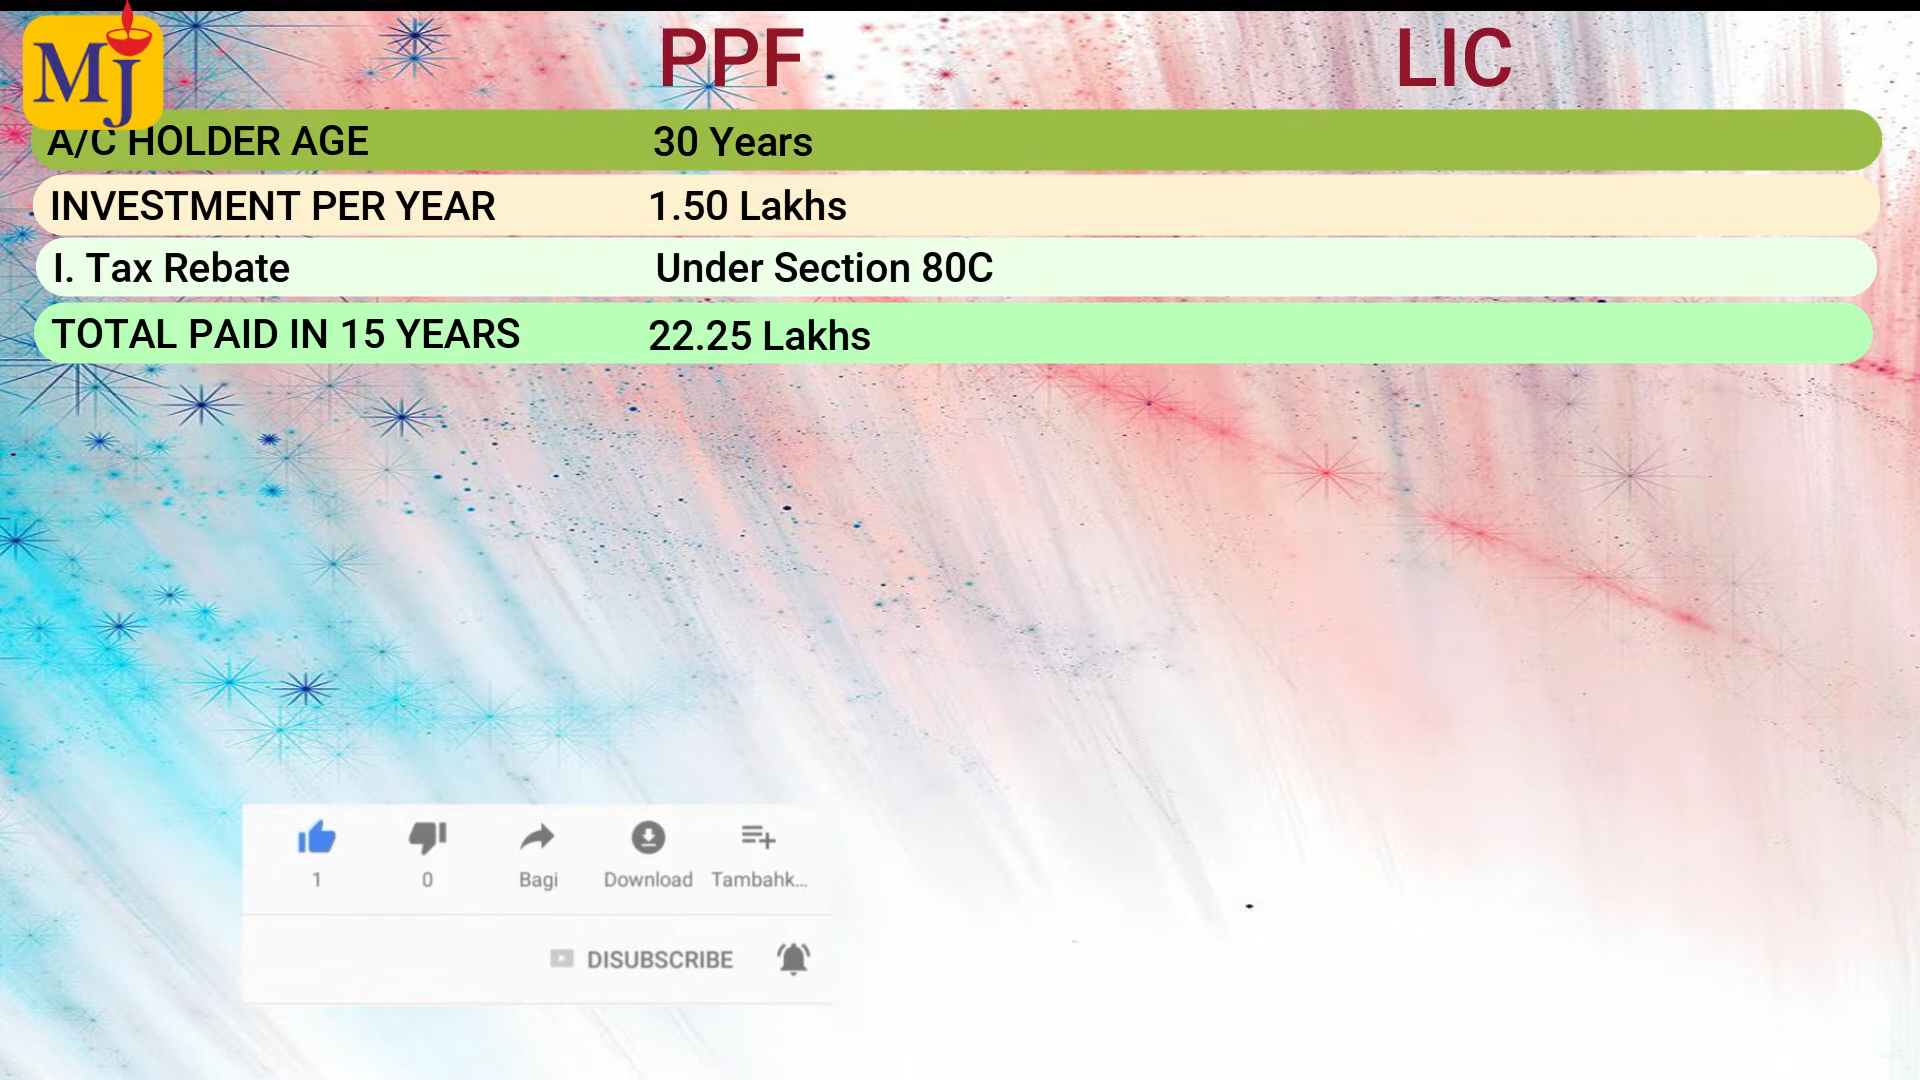 MJ
PPF LIC
A/C HOLDER AGE 30 Years
INVESTMENT PER YEAR 1.50 Lakhs
I. Tax Rebate Under Section 80C
TOTAL PAID IN 15 YEARS 22.25 Lakhs
1 0 Bagi Download Tambahk...
DISUBSCRIBE